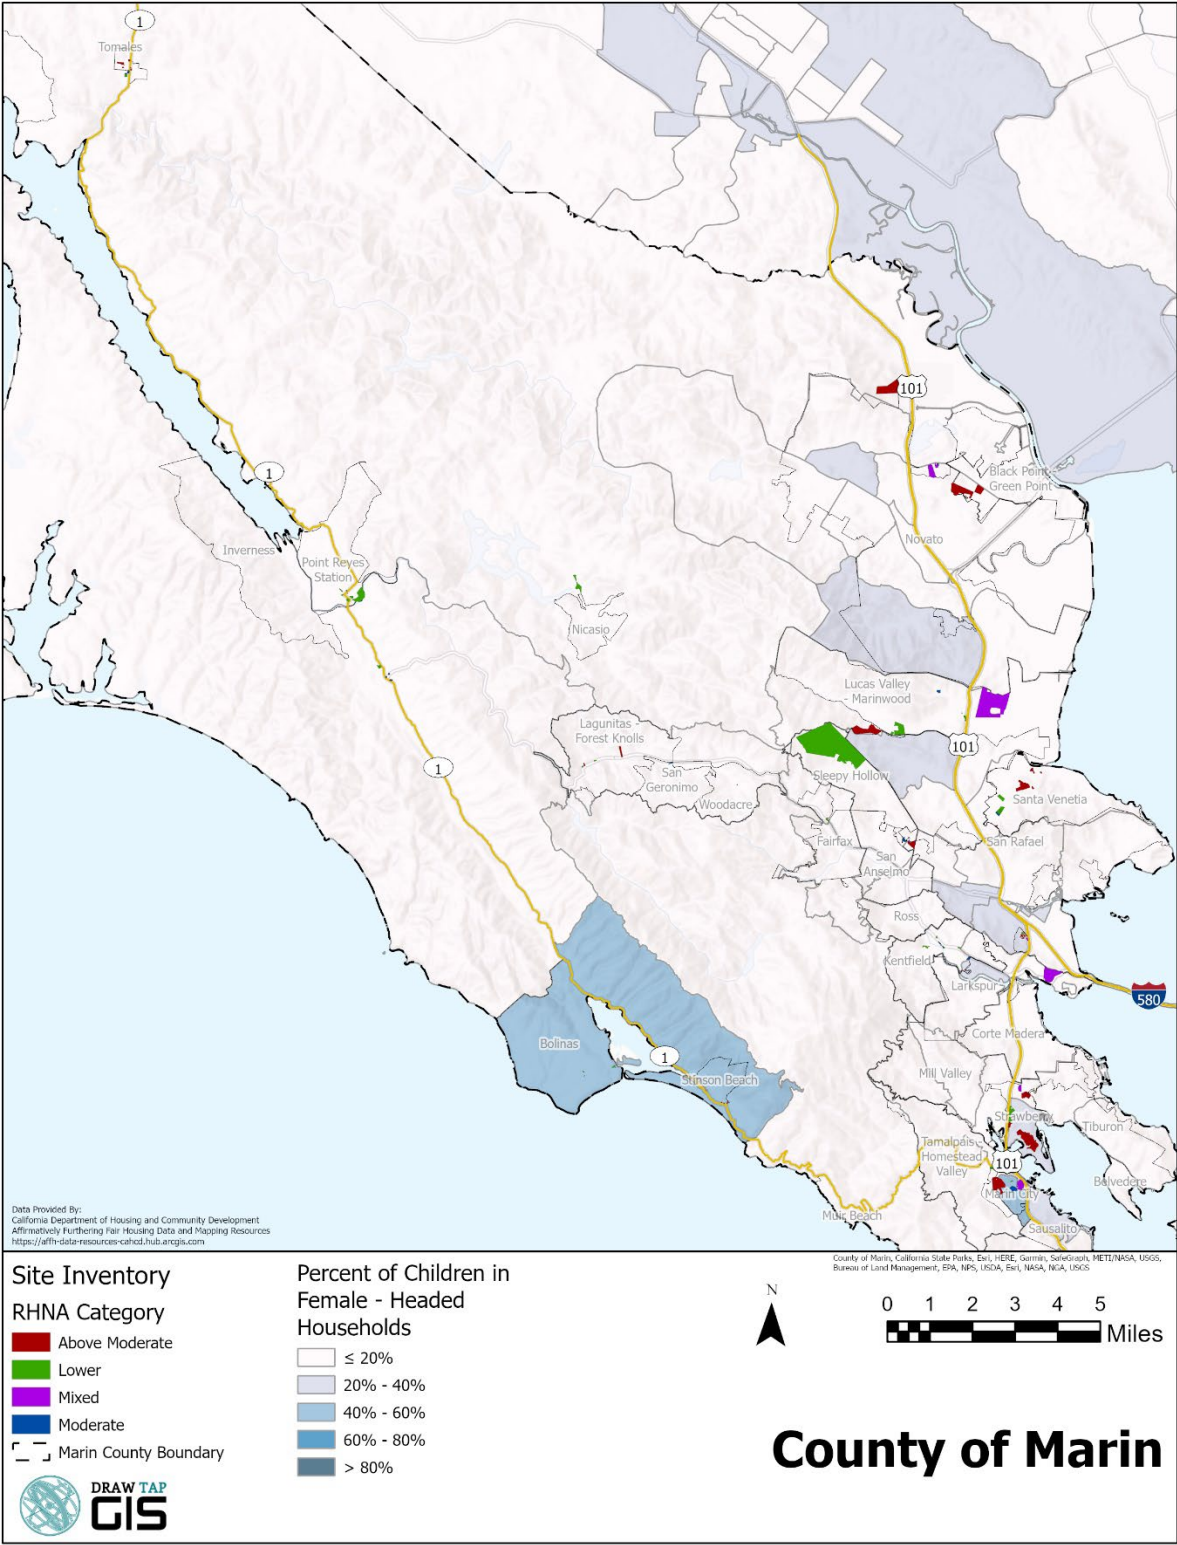 1
Tomales
101
Black Point-
Green Point
1
Novato
Inverness
Point Reyes
Station
Nicasio
Lucas Valley
- Marinwood
Lagunitas -
Forest Knolls
101
1
Sleepy Hollow
San
Geronimo
Woodacre
Santa Venetia
Fairfax
San Rafael
San
Anselmo
Ross
Kentfield
Larkspur
580
Corte Madera
Bolinas
1
Mill Valley
Stinson Beach
Strawberry
Tiburon
Tamalpais
Homestead
Valley
101
Belvedere
Marin City
Muir Beach
Sausalito
Data Provided By:
California Department of Housing and Community Development
Affirmatively Furthering Fair Housing Data and Mapping Resources
https://affh-data-resources-cahcd.hub.arcgis.com
County of Marin, California State Parks, Esri, HERE, Garmin, SafeGraph, METI/NASA, USGS,
Bureau of Land Management, EPA, NPS, USDA, Esri, NASA, NGA, USGS
Site Inventory
RHNA Category
Above Moderate
Lower
Mixed
Moderate
Marin County Boundary
Percent of Children in
Female - Headed
Households
≤ 20%
20% - 40%
40% - 60%
60% - 80%
> 80%
N
0 1 2 3 4 5
Miles
County of Marin
DRAW TAP
GIS